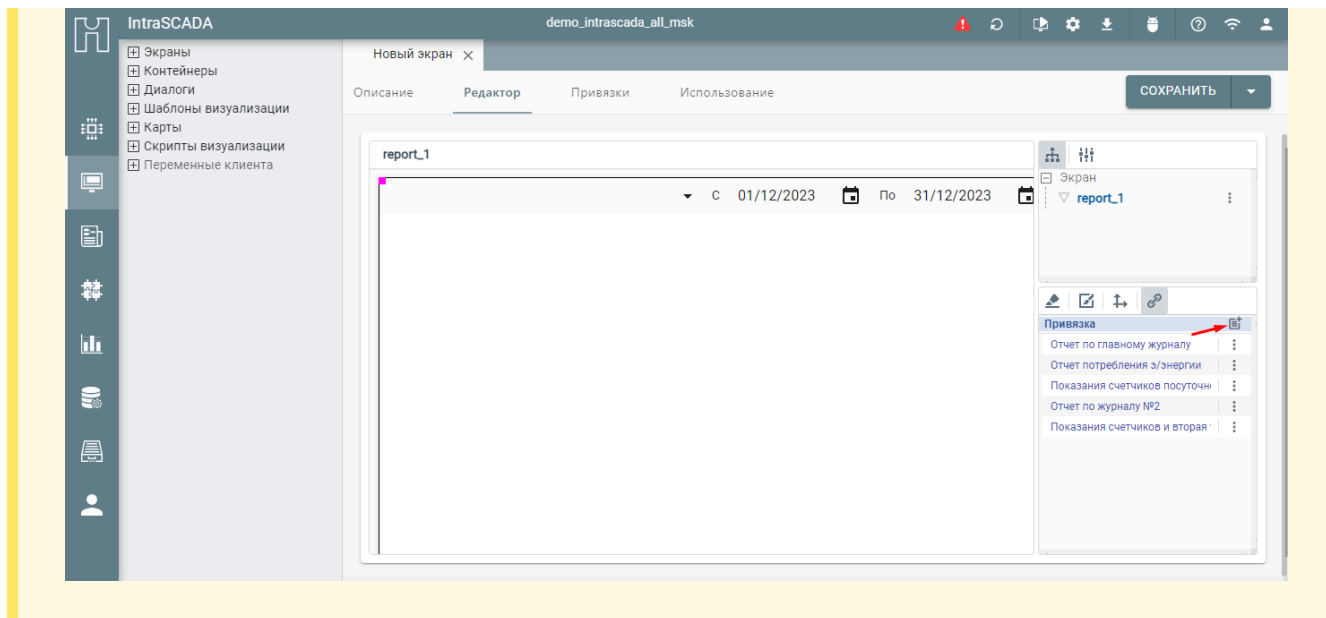 IntraSCADA
demo_intrascada_all_msk
Экраны
Контейнеры
Диалоги
Шаблоны визуализации
Карты
Скрипты визуализации
Переменные клиента
Новый экран
Описание Редактор Привязки Использование
СОХРАНИТЬ
report_1
С 01/12/2023 По 31/12/2023
Экран
report_1
Привязка
Отчет по главному журналу
Отчет потребления э/энергии
Показания счетчиков посуточн
Отчет по журналу №2
Показания счетчиков и вторая